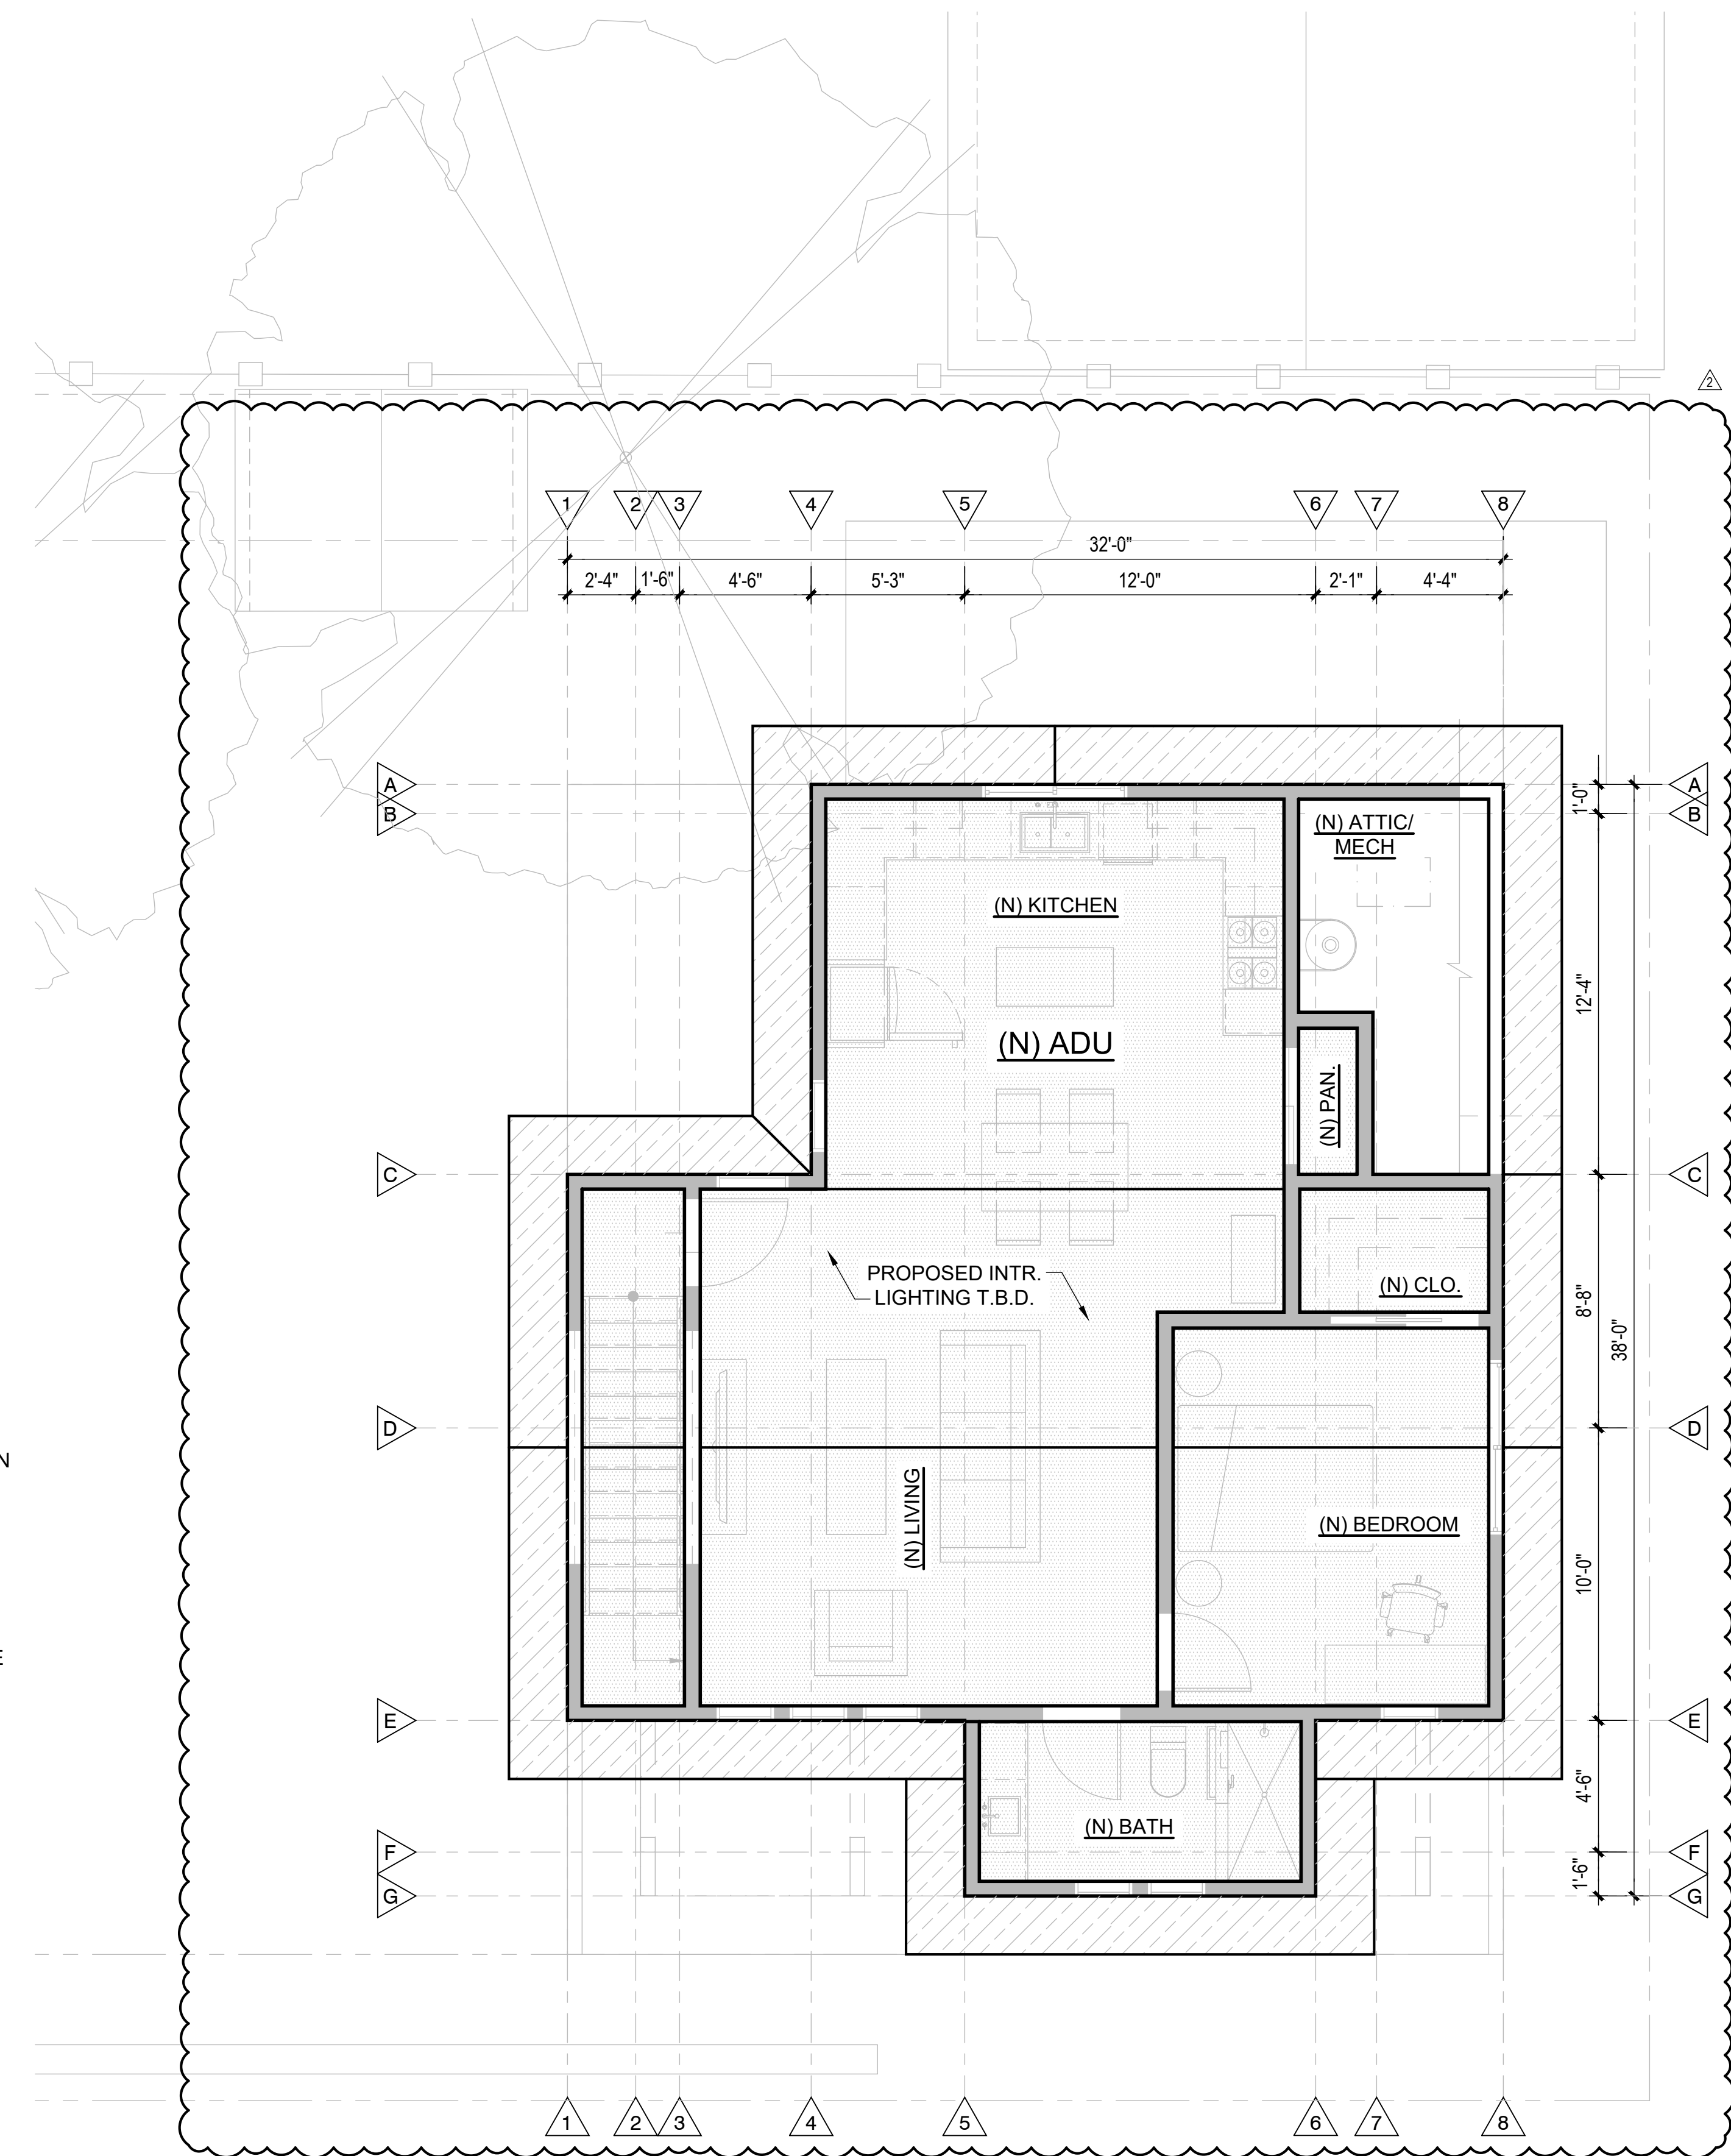 2
1 2 3 4 5 6 7 8
32'-0"
2'-4" 1'-6" 4'-6" 5'-3" 12'-0" 2'-1" 4'-4"
A A
1'-0"
B B
(N) ATTIC/
MECH
(N) KITCHEN
12'-4"
(N) ADU
(N) PAN.
C C
PROPOSED INTR.
LIGHTING T.B.D.
(N) CLO.
8'-8"
38'-0"
D D
N
(N) LIVING
(N) BEDROOM
10'-0"
E
E E
4'-6"
(N) BATH
F F
1'-6"
G G
1 2 3 4 5 6 7 8